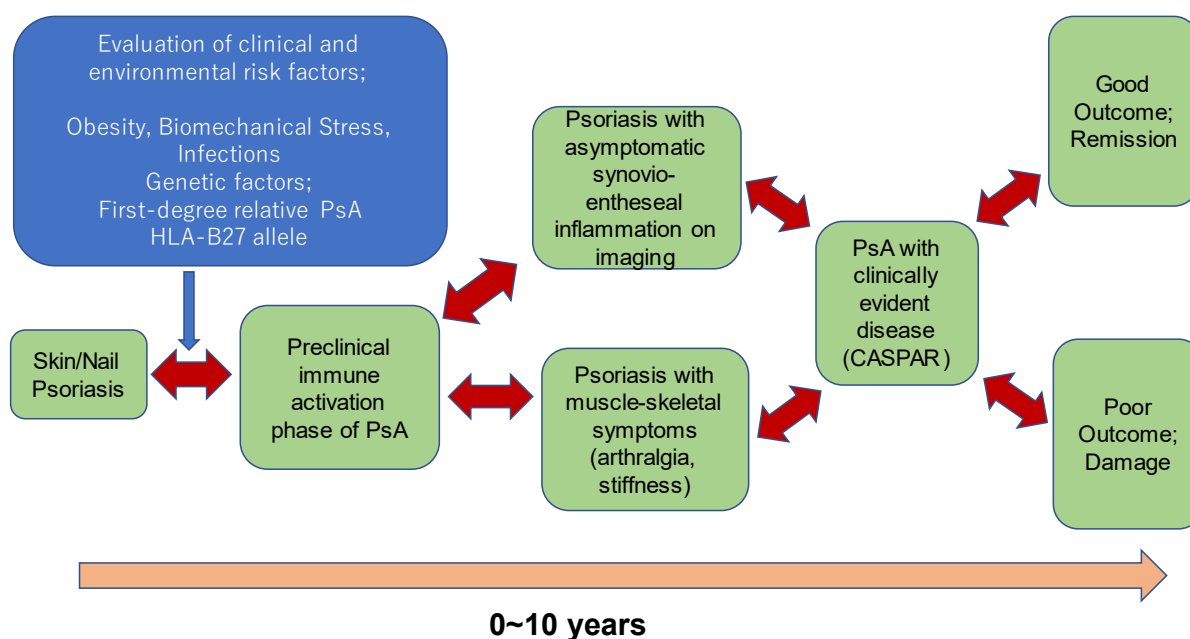 Evaluation of clinical and
environmental risk factors;
Obesity, Biomechanical Stress,
Infections
Genetic factors;
First-degree relative PsA
HLA-B27 allele
Skin/Nail
Psoriasis
Preclinical
immune
activation
phase of PsA
Psoriasis with
asymptomatic
synovio-
entheseal
inflammation on
imaging
Psoriasis with
muscle-skeletal
symptoms
(arthralgia,
stiffness)
PsA with
clinically
evident
disease
(CASPAR)
Good
Outcome;
Remission
Poor
Outcome;
Damage
0~10 years